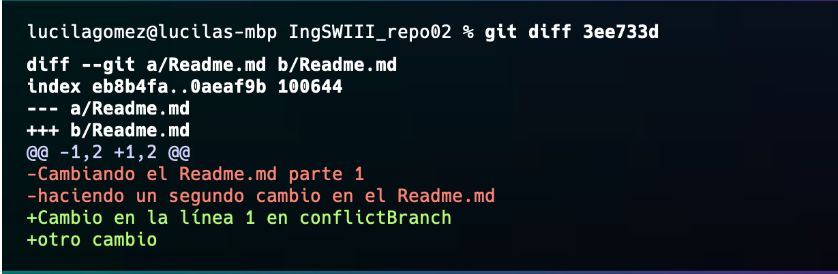 lucilagomez@lucilas-mbp IngSWIII_repo02 % git diff 3ee733d
diff --git a/Readme.md b/Readme.md
index eb8b4fa..0aeaf9b 100644
--- a/Readme.md
+++ b/Readme.md
@@ -1,2 +1,2 @@
-Cambiando el Readme.md parte 1
-haciendo un segundo cambio en el Readme.md
+Cambio en la línea 1 en conflictBranch
+otro cambio